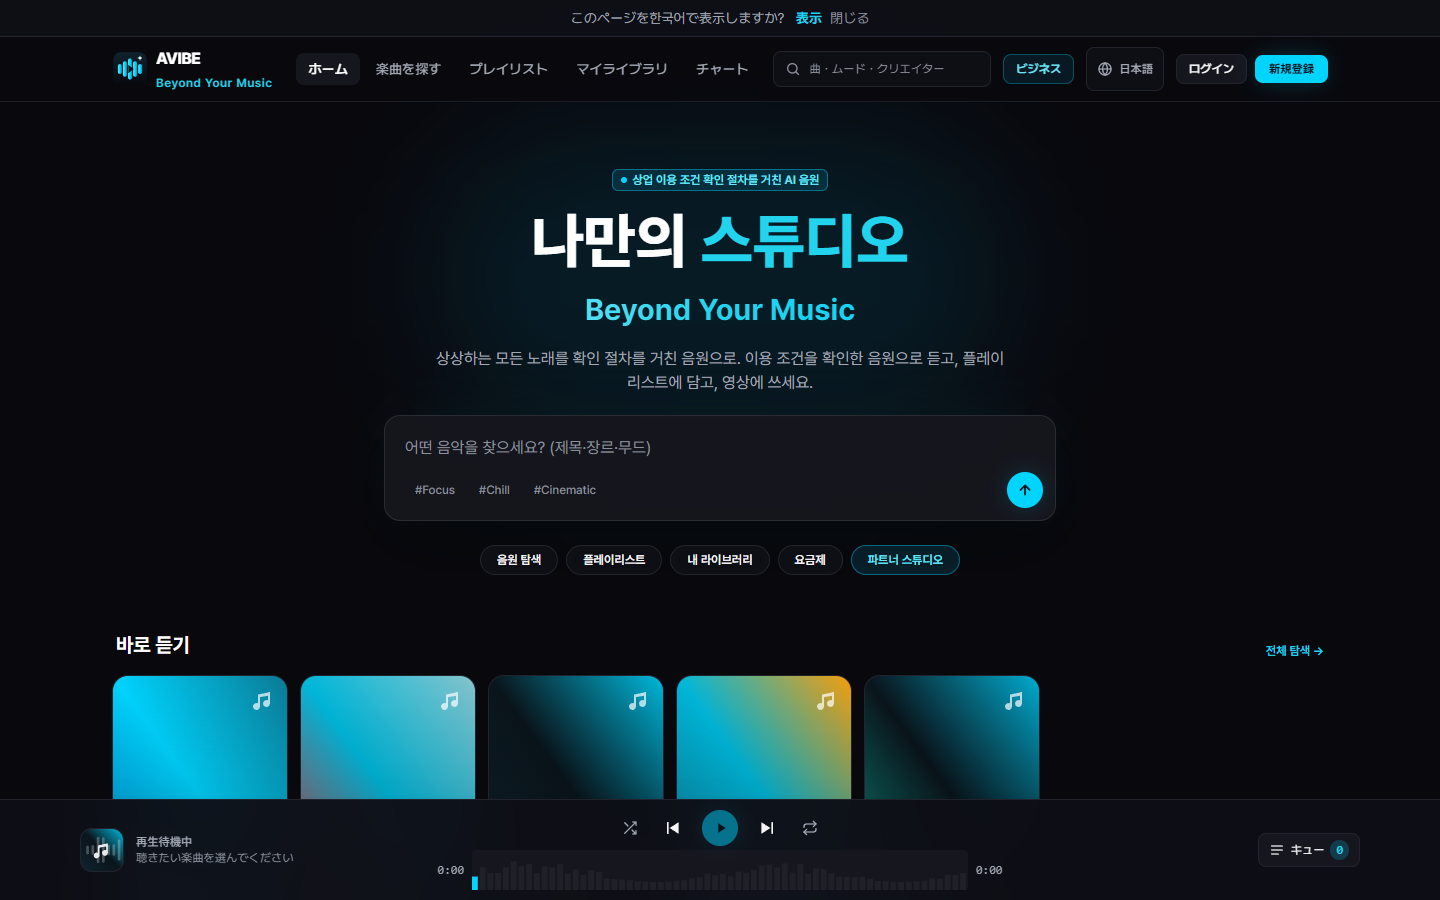 このページを한국어で表示しますか? 表示 閉じる
AVIBE
Beyond Your Music
ホーム 楽曲を探す プレイリスト マイライブラリ チャート 曲・ムード・クリエイター ビジネス 日本語 ログイン 新規登録
상업 이용 조건 확인 절차를 거친 AI 음원
나만의 스튜디오
Beyond Your Music
상상하는 모든 노래를 확인 절차를 거친 음원으로. 이용 조건을 확인한 음원으로 듣고, 플레이
리스트에 담고, 영상에 쓰세요.
어떤 음악을 찾으세요? (제목·장르·무드)
#Focus #Chill #Cinematic
음원 탐색 플레이리스트 내 라이브러리 요금제 파트너 스튜디오
바로 듣기
전체 탐색 →
再生待機中
聴きたい楽曲を選んでください
0:00 0:00
キュー 0